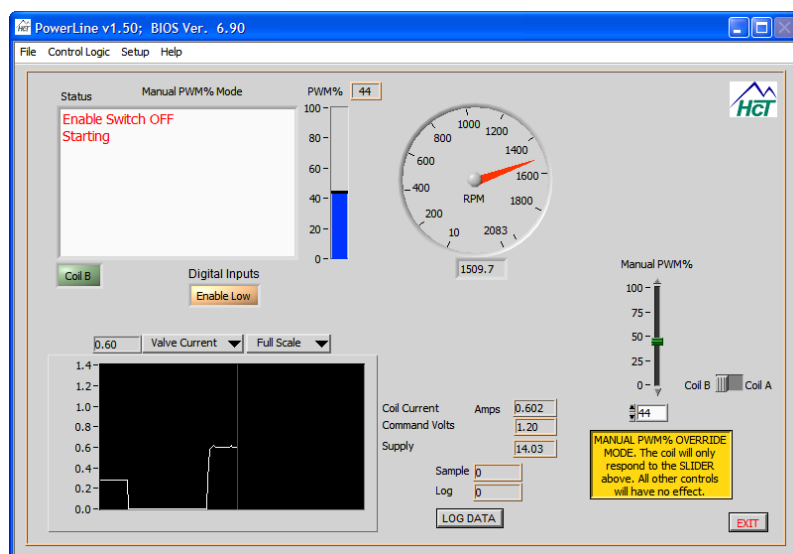 HCT PowerLine v1.50; BIOS Ver. 6.90
File Control Logic Setup Help
Status Manual PWM% Mode PWM% 44
Enable Switch OFF
Starting
100
80
60
40
20
0
10
200
400
600
800
1000
1200
1400
1600
1800
2083
RPM
1509.7
HCT
Coil B
Digital Inputs
Enable Low
Manual PWM%
100
75
50
25
0
Coil B Coil A
44
0.60 Valve Current Full Scale
1.4
1.2
1.0
0.8
0.6
0.4
0.2
0.0
Coil Current Amps 0.602
Command Volts 1.20
Supply 14.03
Sample 0
Log 0
LOG DATA
MANUAL PWM% OVERRIDE
MODE. The coil will only
respond to the SLIDER
above. All other controls
will have no effect.
EXIT